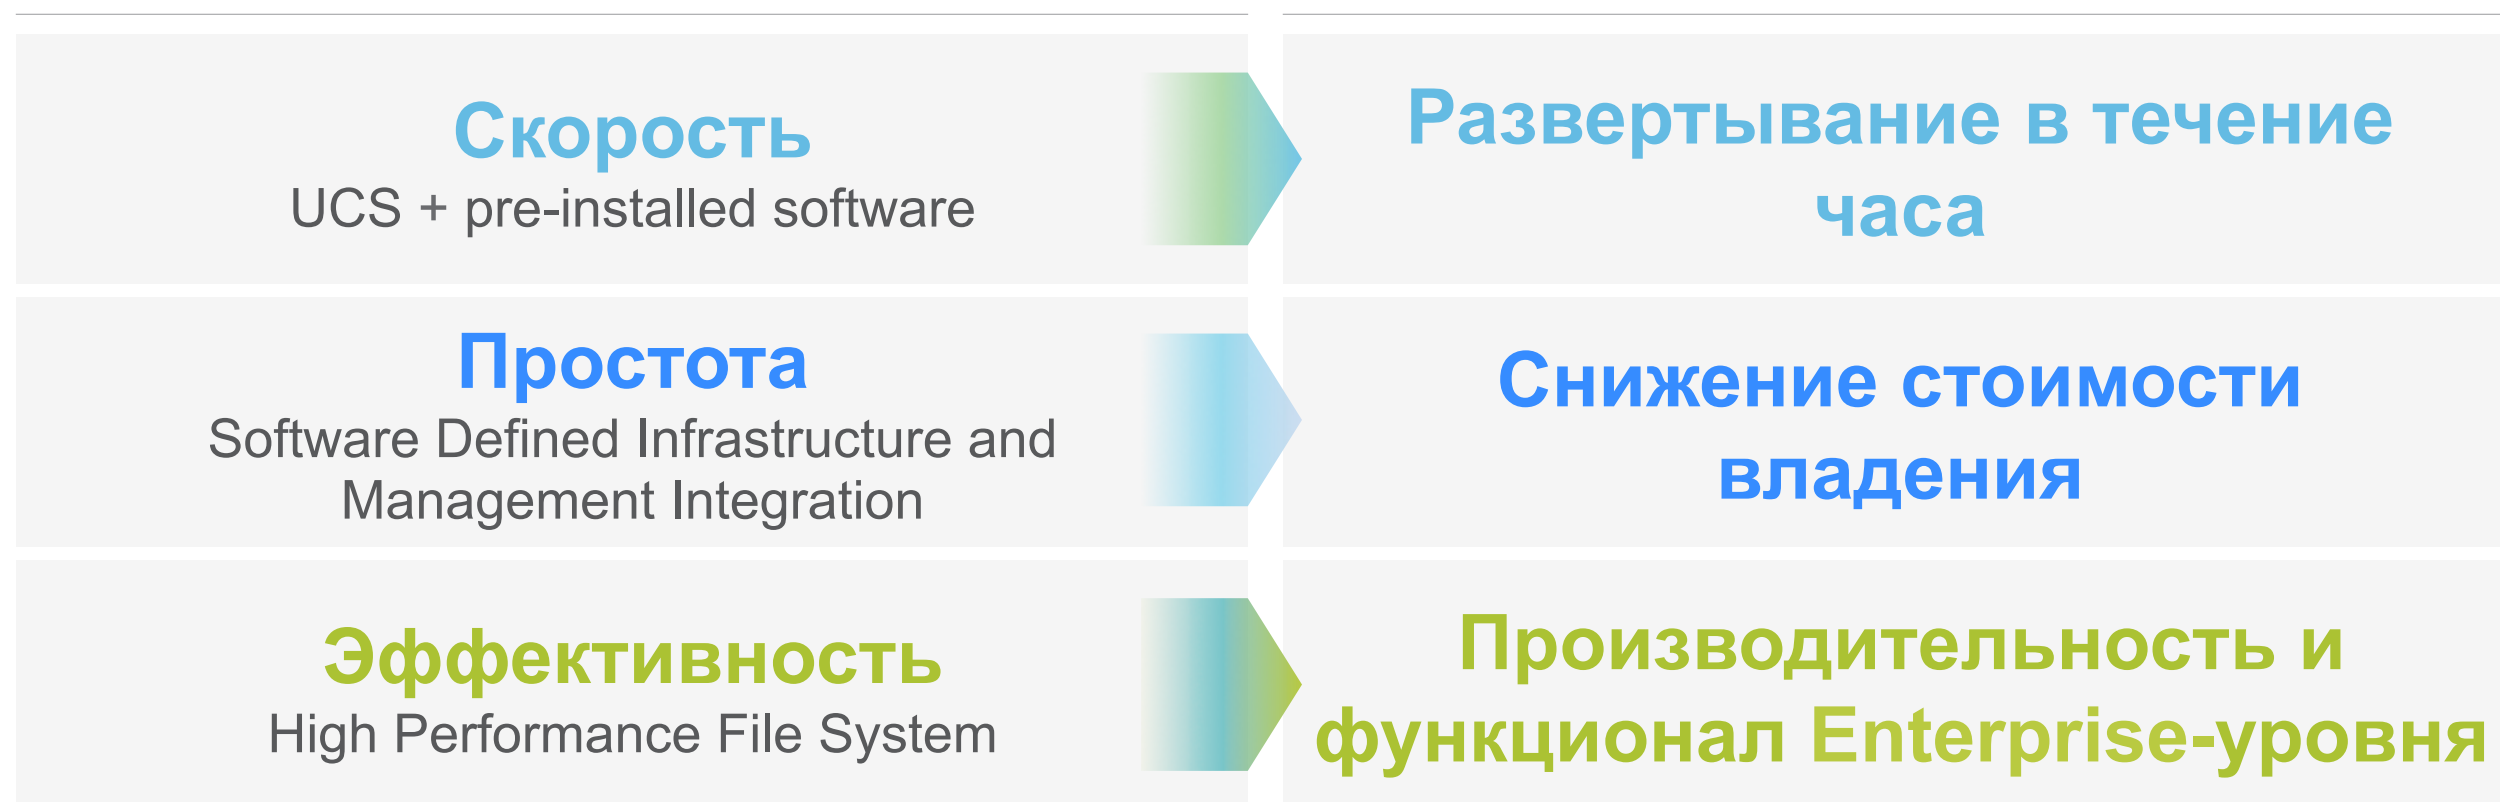 Скорость
UCS + pre-installed software
Развертывание в течение
часа
Простота
Software Defined Infrastructure and
Management Integration
Снижение стоимости
владения
Эффективность
High Performance File System
Производительность и
функционал Enterprise-уровня